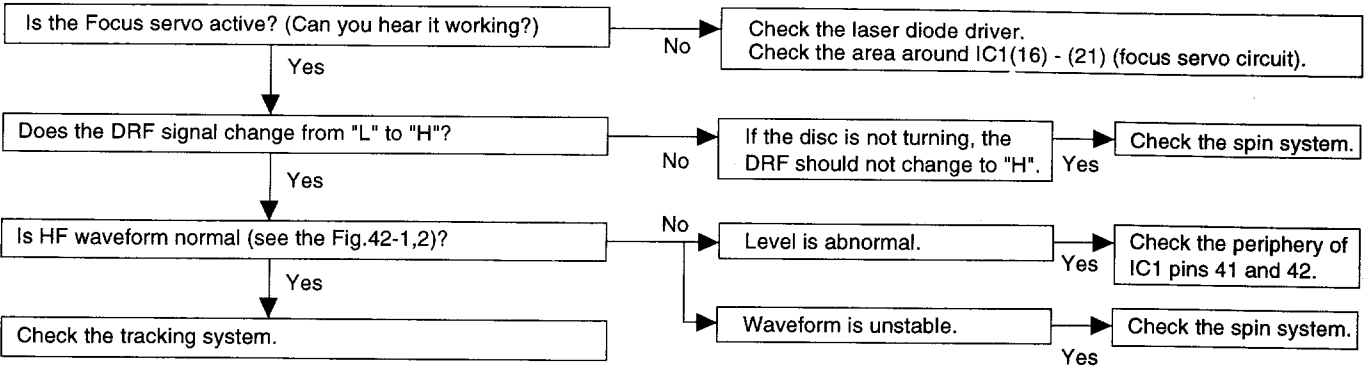 Is the Focus servo active? (Can you hear it working?)
No
Check the laser diode driver.
Check the area around IC1(16) - (21) (focus servo circuit).
Yes
Does the DRF signal change from "L" to "H"?
No
If the disc is not turning, the
DRF should not change to "H".
Yes
Check the spin system.
Yes
Is HF waveform normal (see the Fig.42-1,2)?
No
Level is abnormal.
Yes
Check the periphery of
IC1 pins 41 and 42.
Yes
Check the tracking system.
Waveform is unstable.
Yes
Check the spin system.